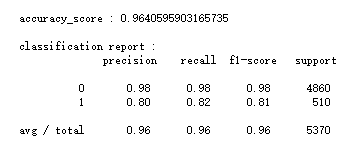 accuracy_score : 0.9640595903165735
classification report :
precision recall f1-score support
0 0.98 0.98 0.98 4860
1 0.80 0.82 0.81 510
avg / total 0.96 0.96 0.96 5370